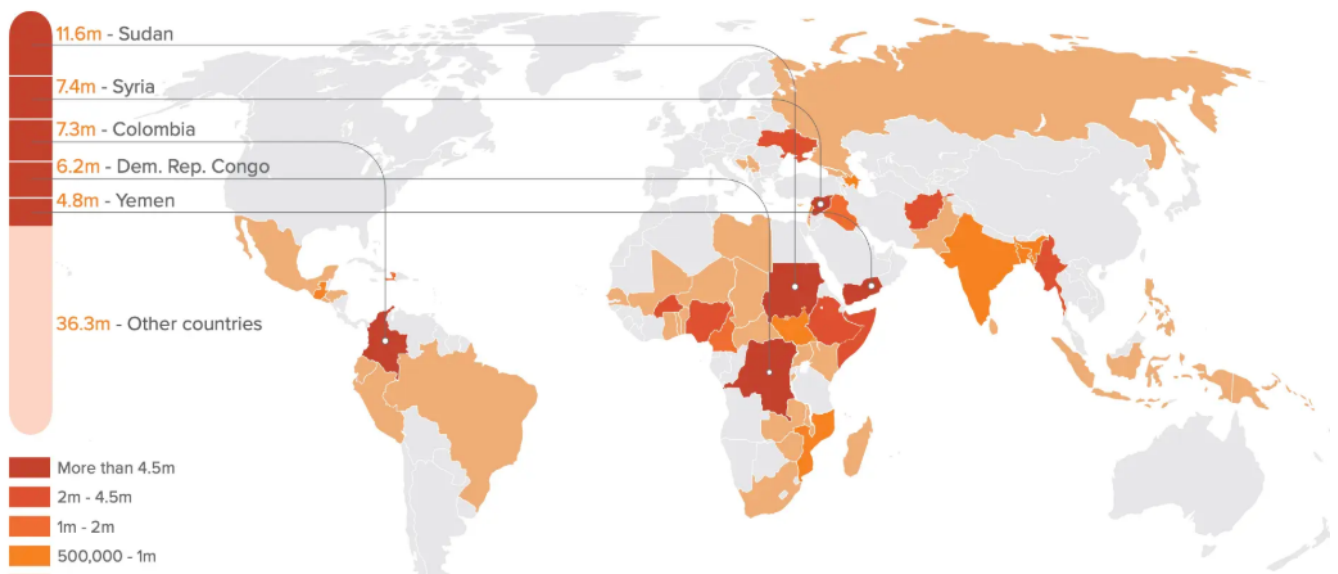 11.6m - Sudan
7.4m - Syria
7.3m - Colombia
6.2m - Dem. Rep. Congo
4.8m - Yemen
36.3m - Other countries
More than 4.5m
2m - 4.5m
1m - 2m
500,000 - 1m